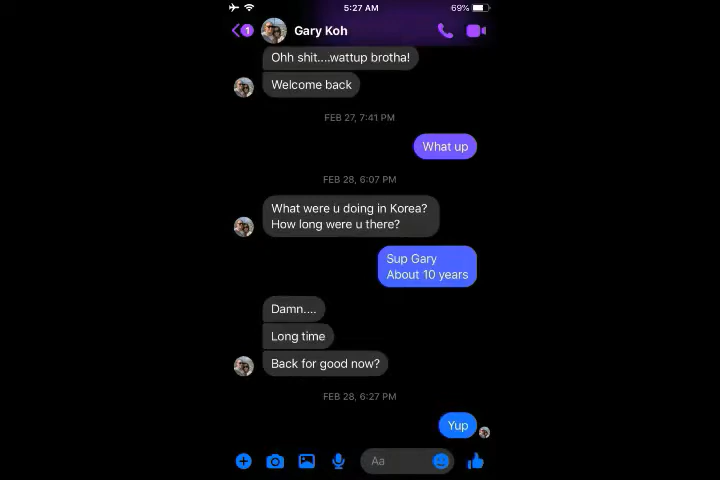 5:27 AM
69%
1
Gary Koh
Ohh shit....wattup brotha!
Welcome back
FEB 27, 7:41 PM
What up
FEB 28, 6:07 PM
What were u doing in Korea?
How long were u there?
Sup Gary
About 10 years
Damn....
Long time
Back for good now?
FEB 28, 6:27 PM
Yup
Aa